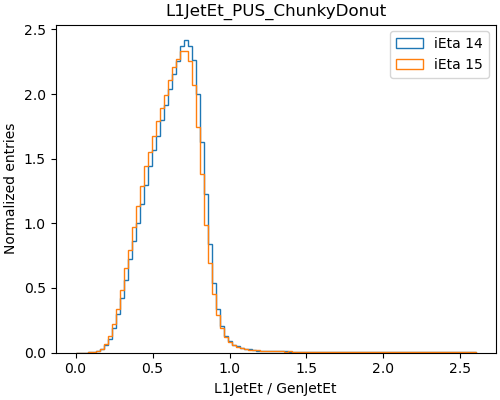 L1JetEt_PUS_ChunkyDonut
iEta 14
iEta 15
Normalized entries
2.5
2.0
1.5
1.0
0.5
0.0
0.0 0.5 1.0 1.5 2.0 2.5
L1JetEt / GenJetEt